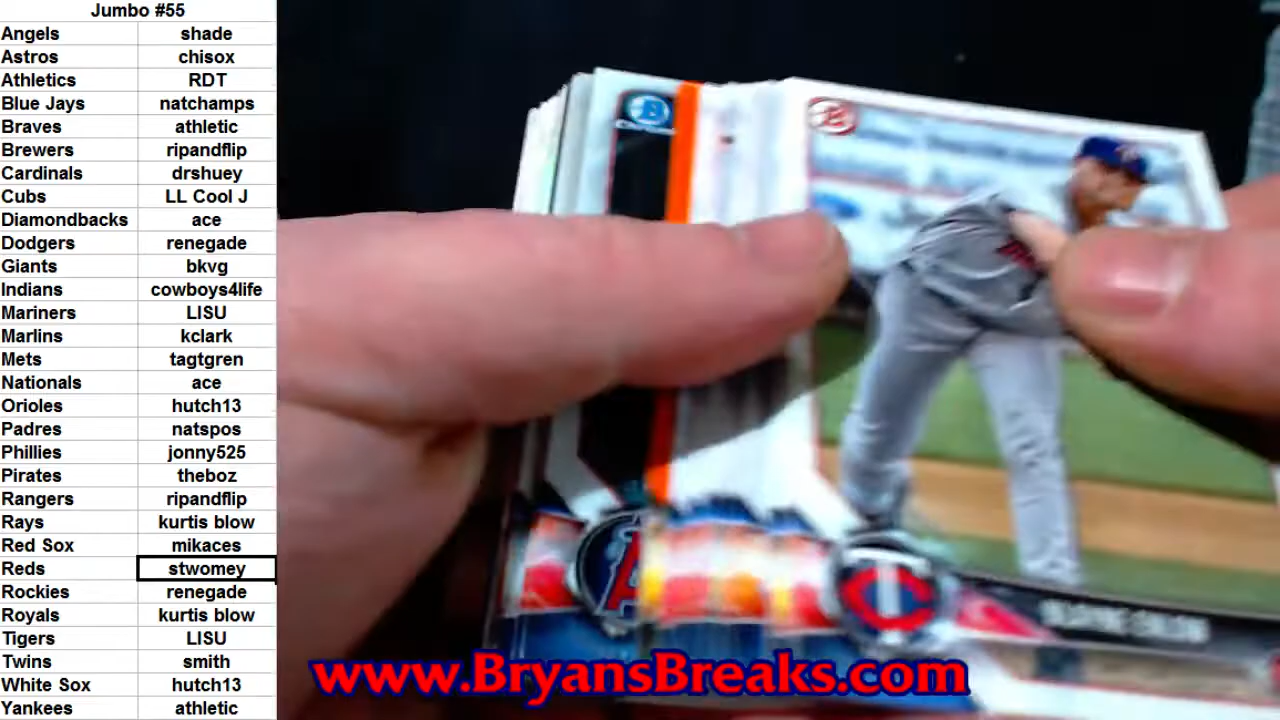 Jumbo #55
Angels shade
Astros chisox
Athletics RDT
Blue Jays natchamps
Braves athletic
Brewers ripandflip
Cardinals drshuey
Cubs LL Cool J
Diamondbacks ace
Dodgers renegade
Giants bkvg
Indians cowboys4life
Mariners LISU
Marlins kclark
Mets tagtgren
Nationals ace
Orioles hutch13
Padres natspos
Phillies jonny525
Pirates theboz
Rangers ripandflip
Rays kurtis blow
Red Sox mikaces
Reds stwomey
Rockies renegade
Royals kurtis blow
Tigers LISU
Twins smith
White Sox hutch13
Yankees athletic
www.BryansBreaks.com